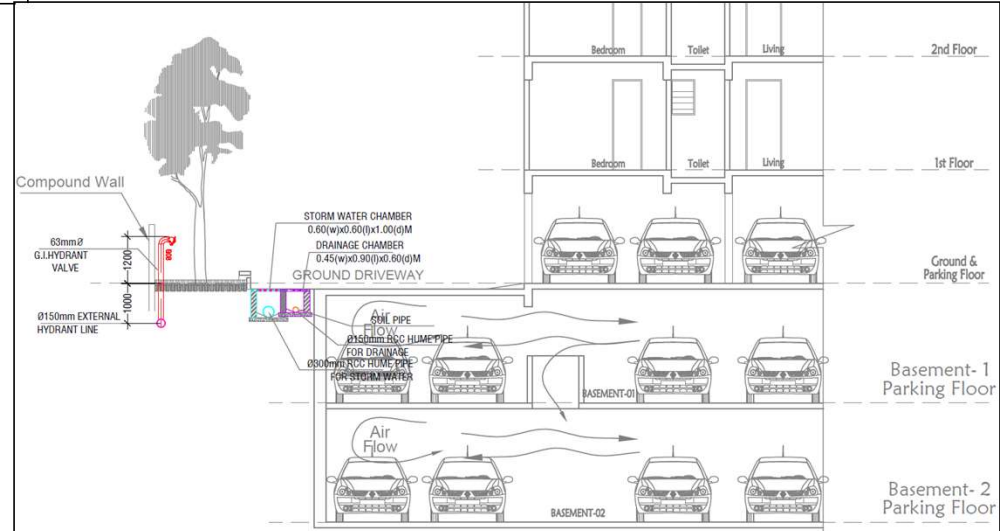 Bedroom
Toilet
Living
2nd Floor
Bedroom
Toilet
Living
1st Floor
Compound Wall
63mmØ
G.I.HYDRANT
VALVE
1200
1000
Ø150mm EXTERNAL
HYDRANT LINE
STORM WATER CHAMBER
0.60(w)x0.60(l)x1.00(d)M
DRAINAGE CHAMBER
0.45(w)x0.90(l)x0.60(d)M
GROUND DRIVEWAY
Ground &
Parking Floor
Air
Flow
SOIL PIPE
Ø150mm RCC HUME PIPE
FOR DRAINAGE
Ø300mm RCC HUME PIPE
FOR STORM WATER
BASEMENT-01
Basement- 1
Parking Floor
Air
Flow
BASEMENT-02
Basement- 2
Parking Floor